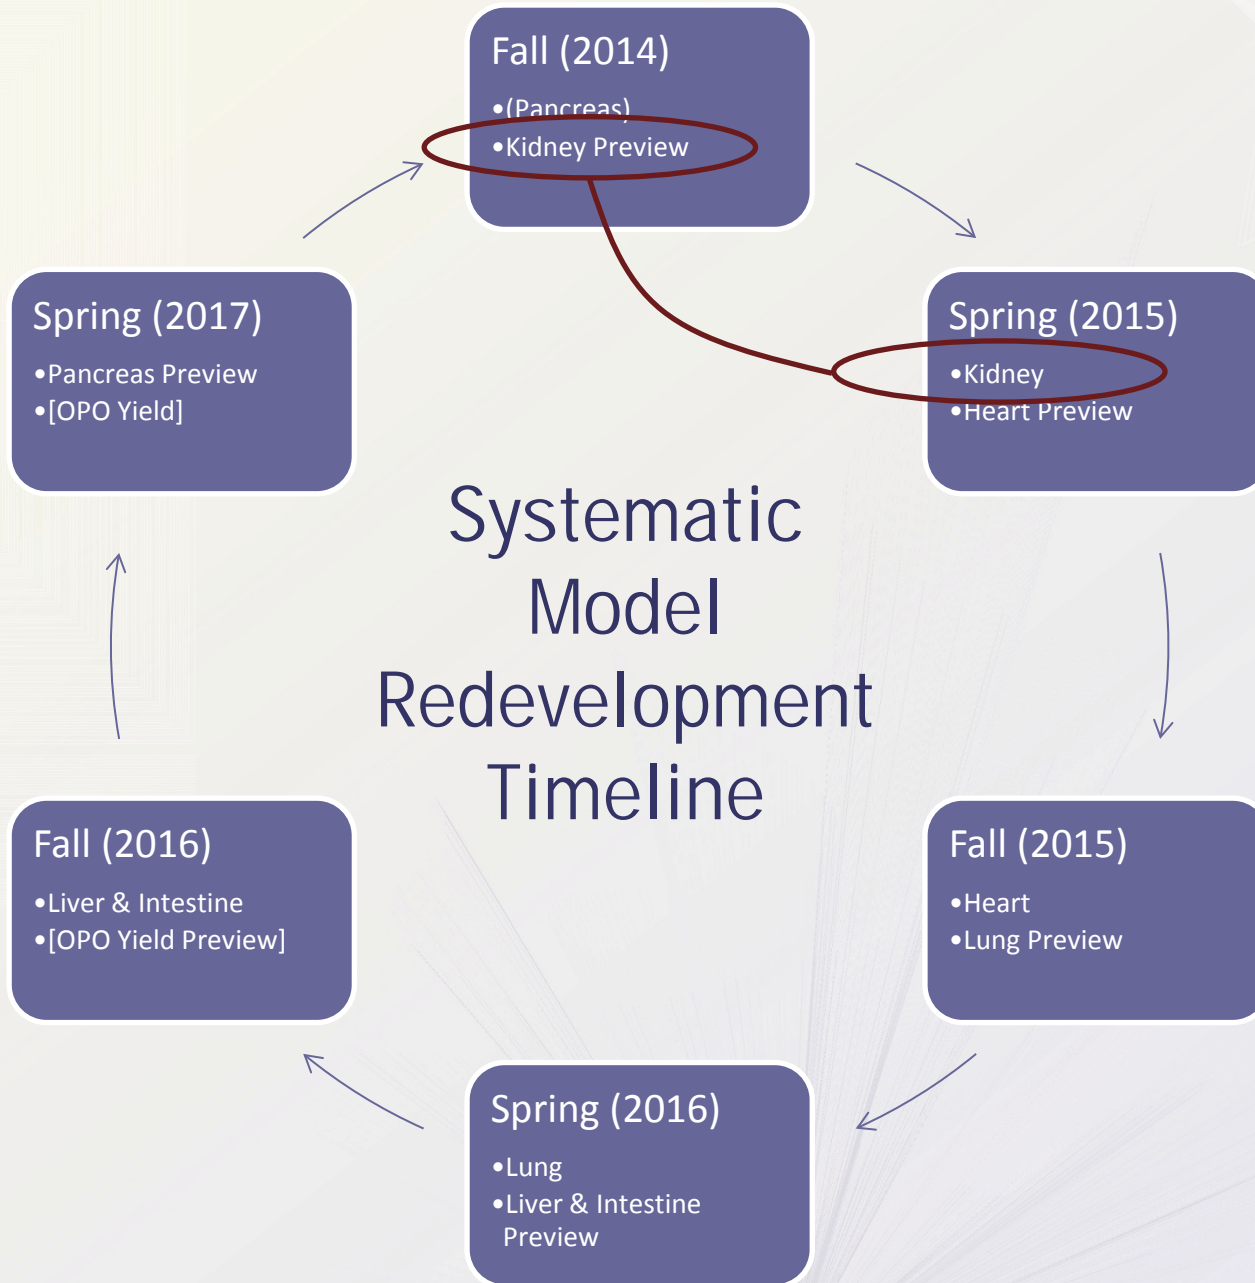 Fall (2014)
•(Pancreas)
•Kidney Preview
Spring (2015)
•Kidney
•Heart Preview
Fall (2015)
•Heart
•Lung Preview
Spring (2016)
•Lung
•Liver & Intestine
Preview
Fall (2016)
•Liver & Intestine
•[OPO Yield Preview]
Spring (2017)
•Pancreas Preview
•[OPO Yield]
Systematic
Model
Redevelopment
Timeline